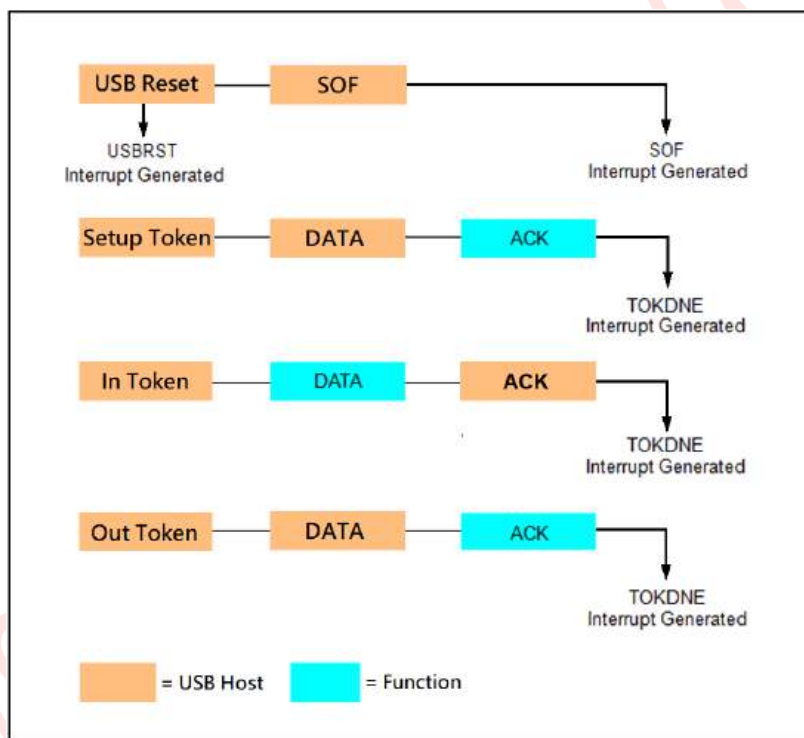 USB Reset
SOF
USBRST
Interrupt Generated
SOF
Interrupt Generated
Setup Token
DATA
ACK
TOKDNE
Interrupt Generated
In Token
DATA
ACK
TOKDNE
Interrupt Generated
Out Token
DATA
ACK
TOKDNE
Interrupt Generated
= USB Host
= Function